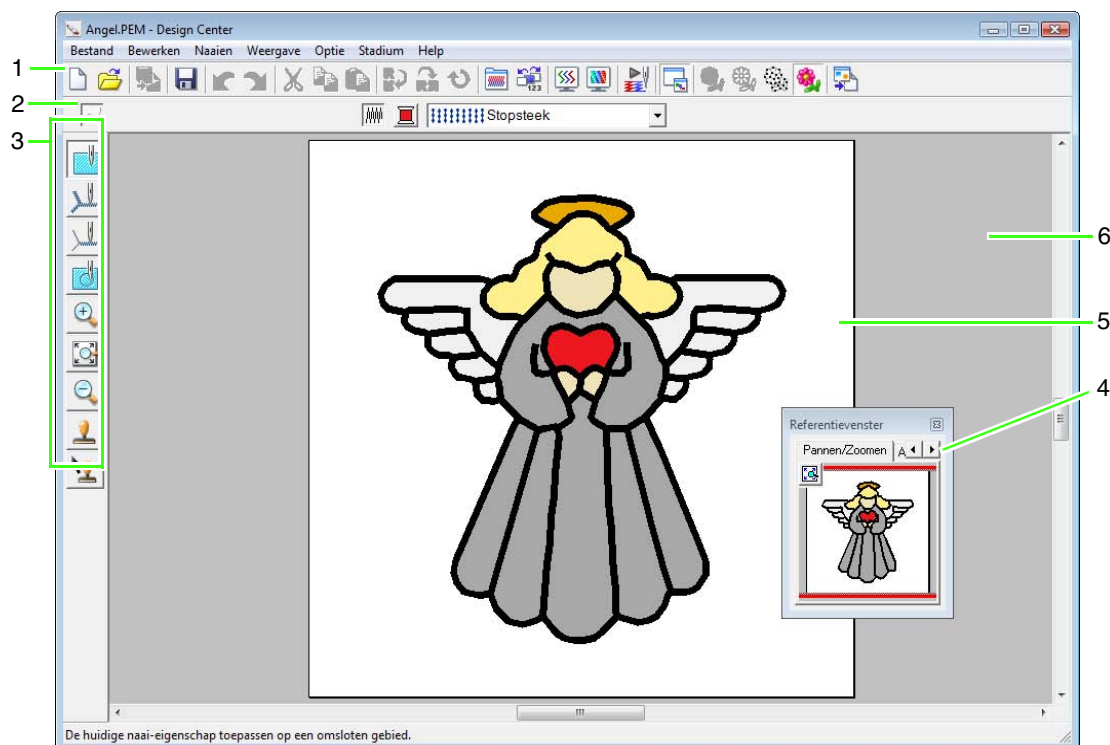 Angel.PEM - Design Center
Bestand Bewerken Naaien Weergave Optie Stadium Help
1
123
2
Stopsteek
3
6
5
4
Referentievenster
Pannen/Zoomen A
De huidige naai-eigenschap toepassen op een omsloten gebied.